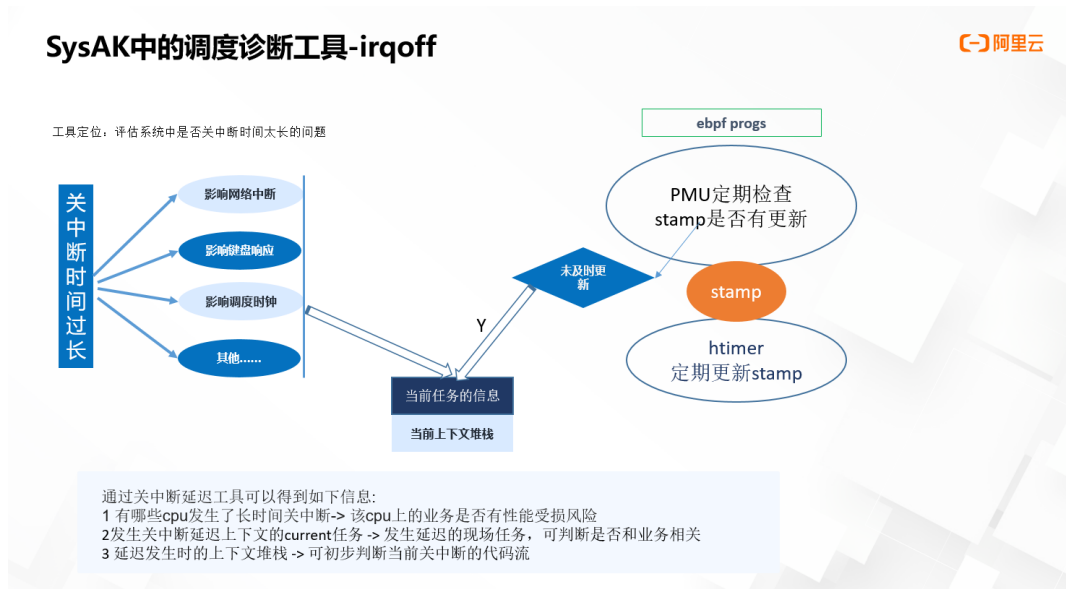 SysAK中的调度诊断工具-irqoff
阿里云
工具定位：评估系统中是否关中断时间太长的问题
关中断时间过长
影响网络中断
影响键盘响应
影响调度时钟
其他......
ebpf progs
PMU定期检查
stamp是否有更新
未及时更
新
stamp
htimer
定期更新stamp
Y
当前任务的信息
当前上下文堆栈
通过关中断延迟工具可以得到如下信息:
1 有哪些cpu发生了长时间关中断-> 该cpu上的业务是否有性能受损风险
2发生关中断延迟上下文的current任务 -> 发生延迟的现场任务，可判断是否和业务相关
3 延迟发生时的上下文堆栈 -> 可初步判断当前关中断的代码流